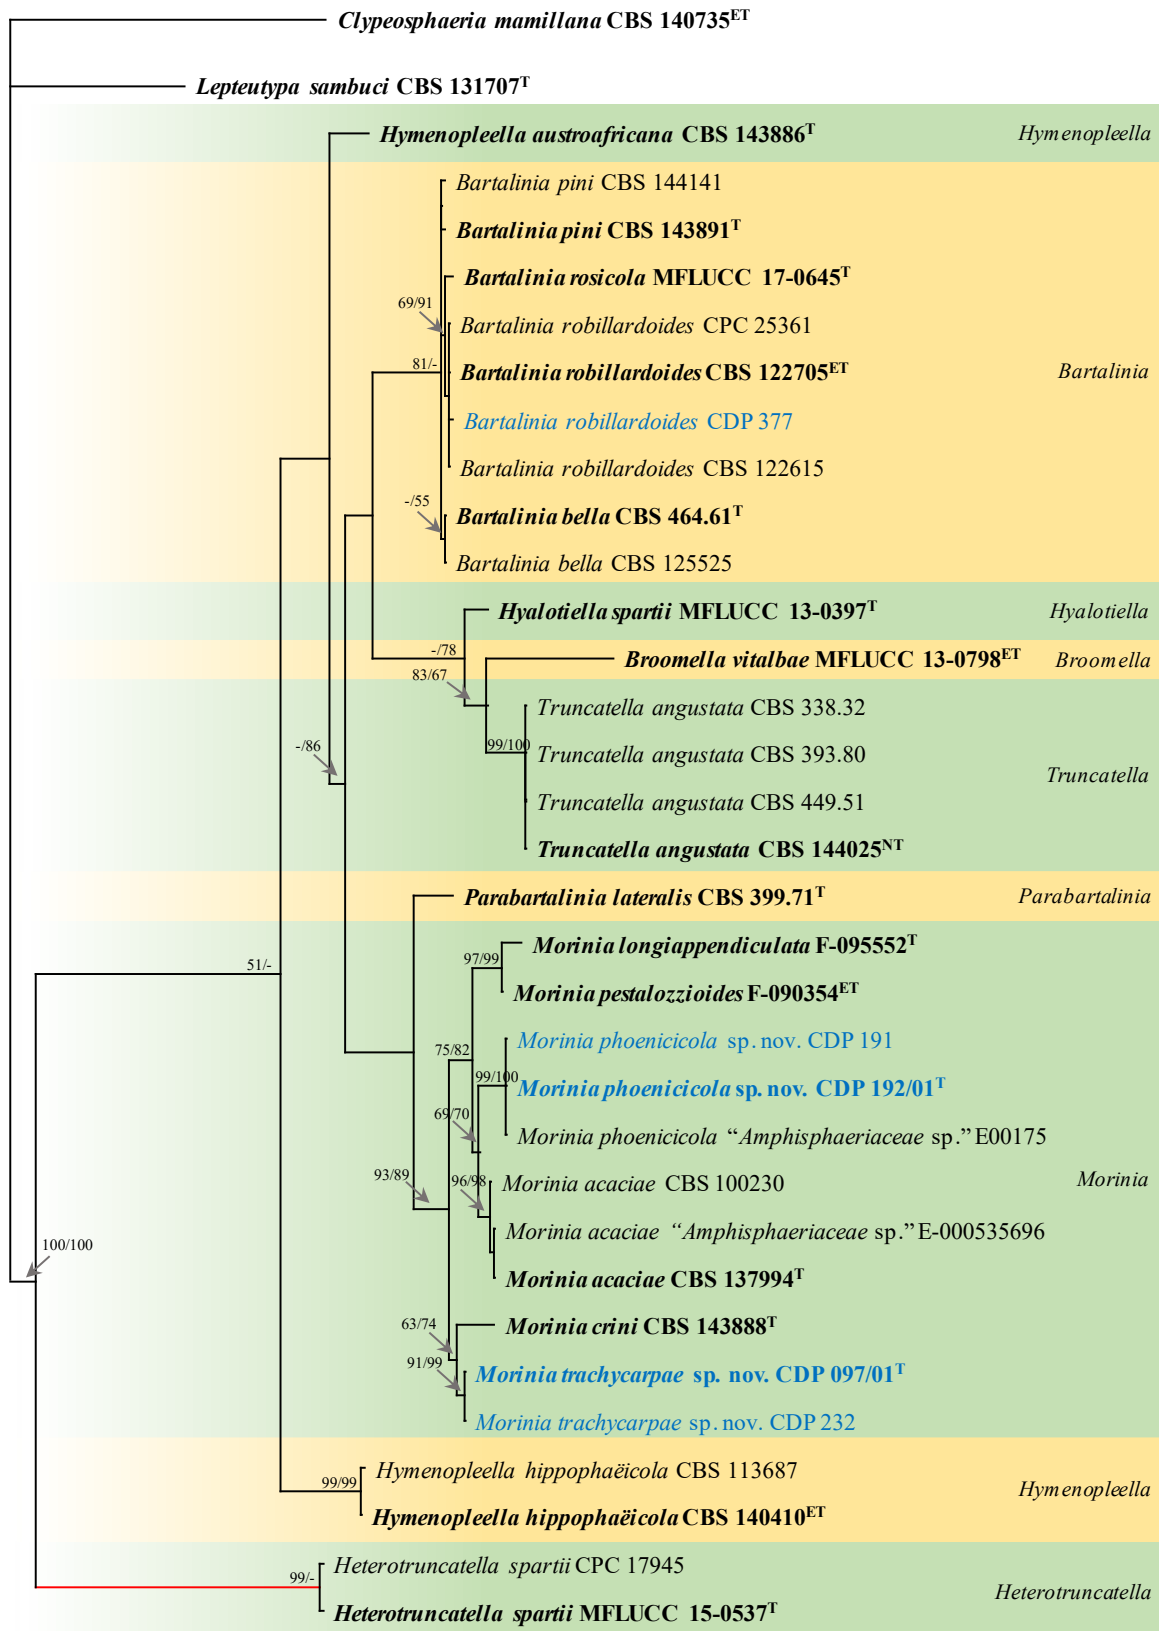 Clypeosphaeria mamillana CBS 140735ET
Lepteutypa sambuci CBS 131707T
Hymenopleella austroafricana CBS 143886T
Hymenopleella
Bartalinia pini CBS 144141
Bartalinia pini CBS 143891T
Bartalinia rosicola MFLUCC 17-0645T
69/91
Bartalinia robillardoides CPC 25361
81/-
Bartalinia robillardoides CBS 122705ET
Bartalinia
Bartalinia robillardoides CDP 377
Bartalinia robillardoides CBS 122615
-/55
Bartalinia bella CBS 464.61T
Bartalinia bella CBS 125525
Hyalotiella spartii MFLUCC 13-0397T
Hyalotiella
-/78
Broomella vitalbae MFLUCC 13-0798ET
Broomella
83/67
Truncatella angustata CBS 338.32
-/86
99/100
Truncatella angustata CBS 393.80
Truncatella
Truncatella angustata CBS 449.51
Truncatella angustata CBS 144025NT
Parabartalinia lateralis CBS 399.71T
Parabartalinia
Morinia longiappendiculata F-095552T
97/99
51/-
Morinia pestalozzioides F-090354ET
Morinia phoenicicola sp. nov. CDP 191
75/82
99/100
Morinia phoenicicola sp. nov. CDP 192/01T
69/70
Morinia phoenicicola “Amphisphaeriaceae sp.” E00175
93/89
96/98
Morinia acaciae CBS 100230
Morinia
Morinia acaciae “Amphisphaeriaceae sp.” E-000535696
100/100
Morinia acaciae CBS 137994T
63/74
Morinia crini CBS 143888T
91/99
Morinia trachycarpae sp. nov. CDP 097/01T
Morinia trachycarpae sp. nov. CDP 232
Hymenopleella hippophaëicola CBS 113687
99/99
Hymenopleella
Hymenopleella hippophaëicola CBS 140410ET
Heterotruncatella spartii CPC 17945
99/-
Heterotruncatella
Heterotruncatella spartii MFLUCC 15-0537T